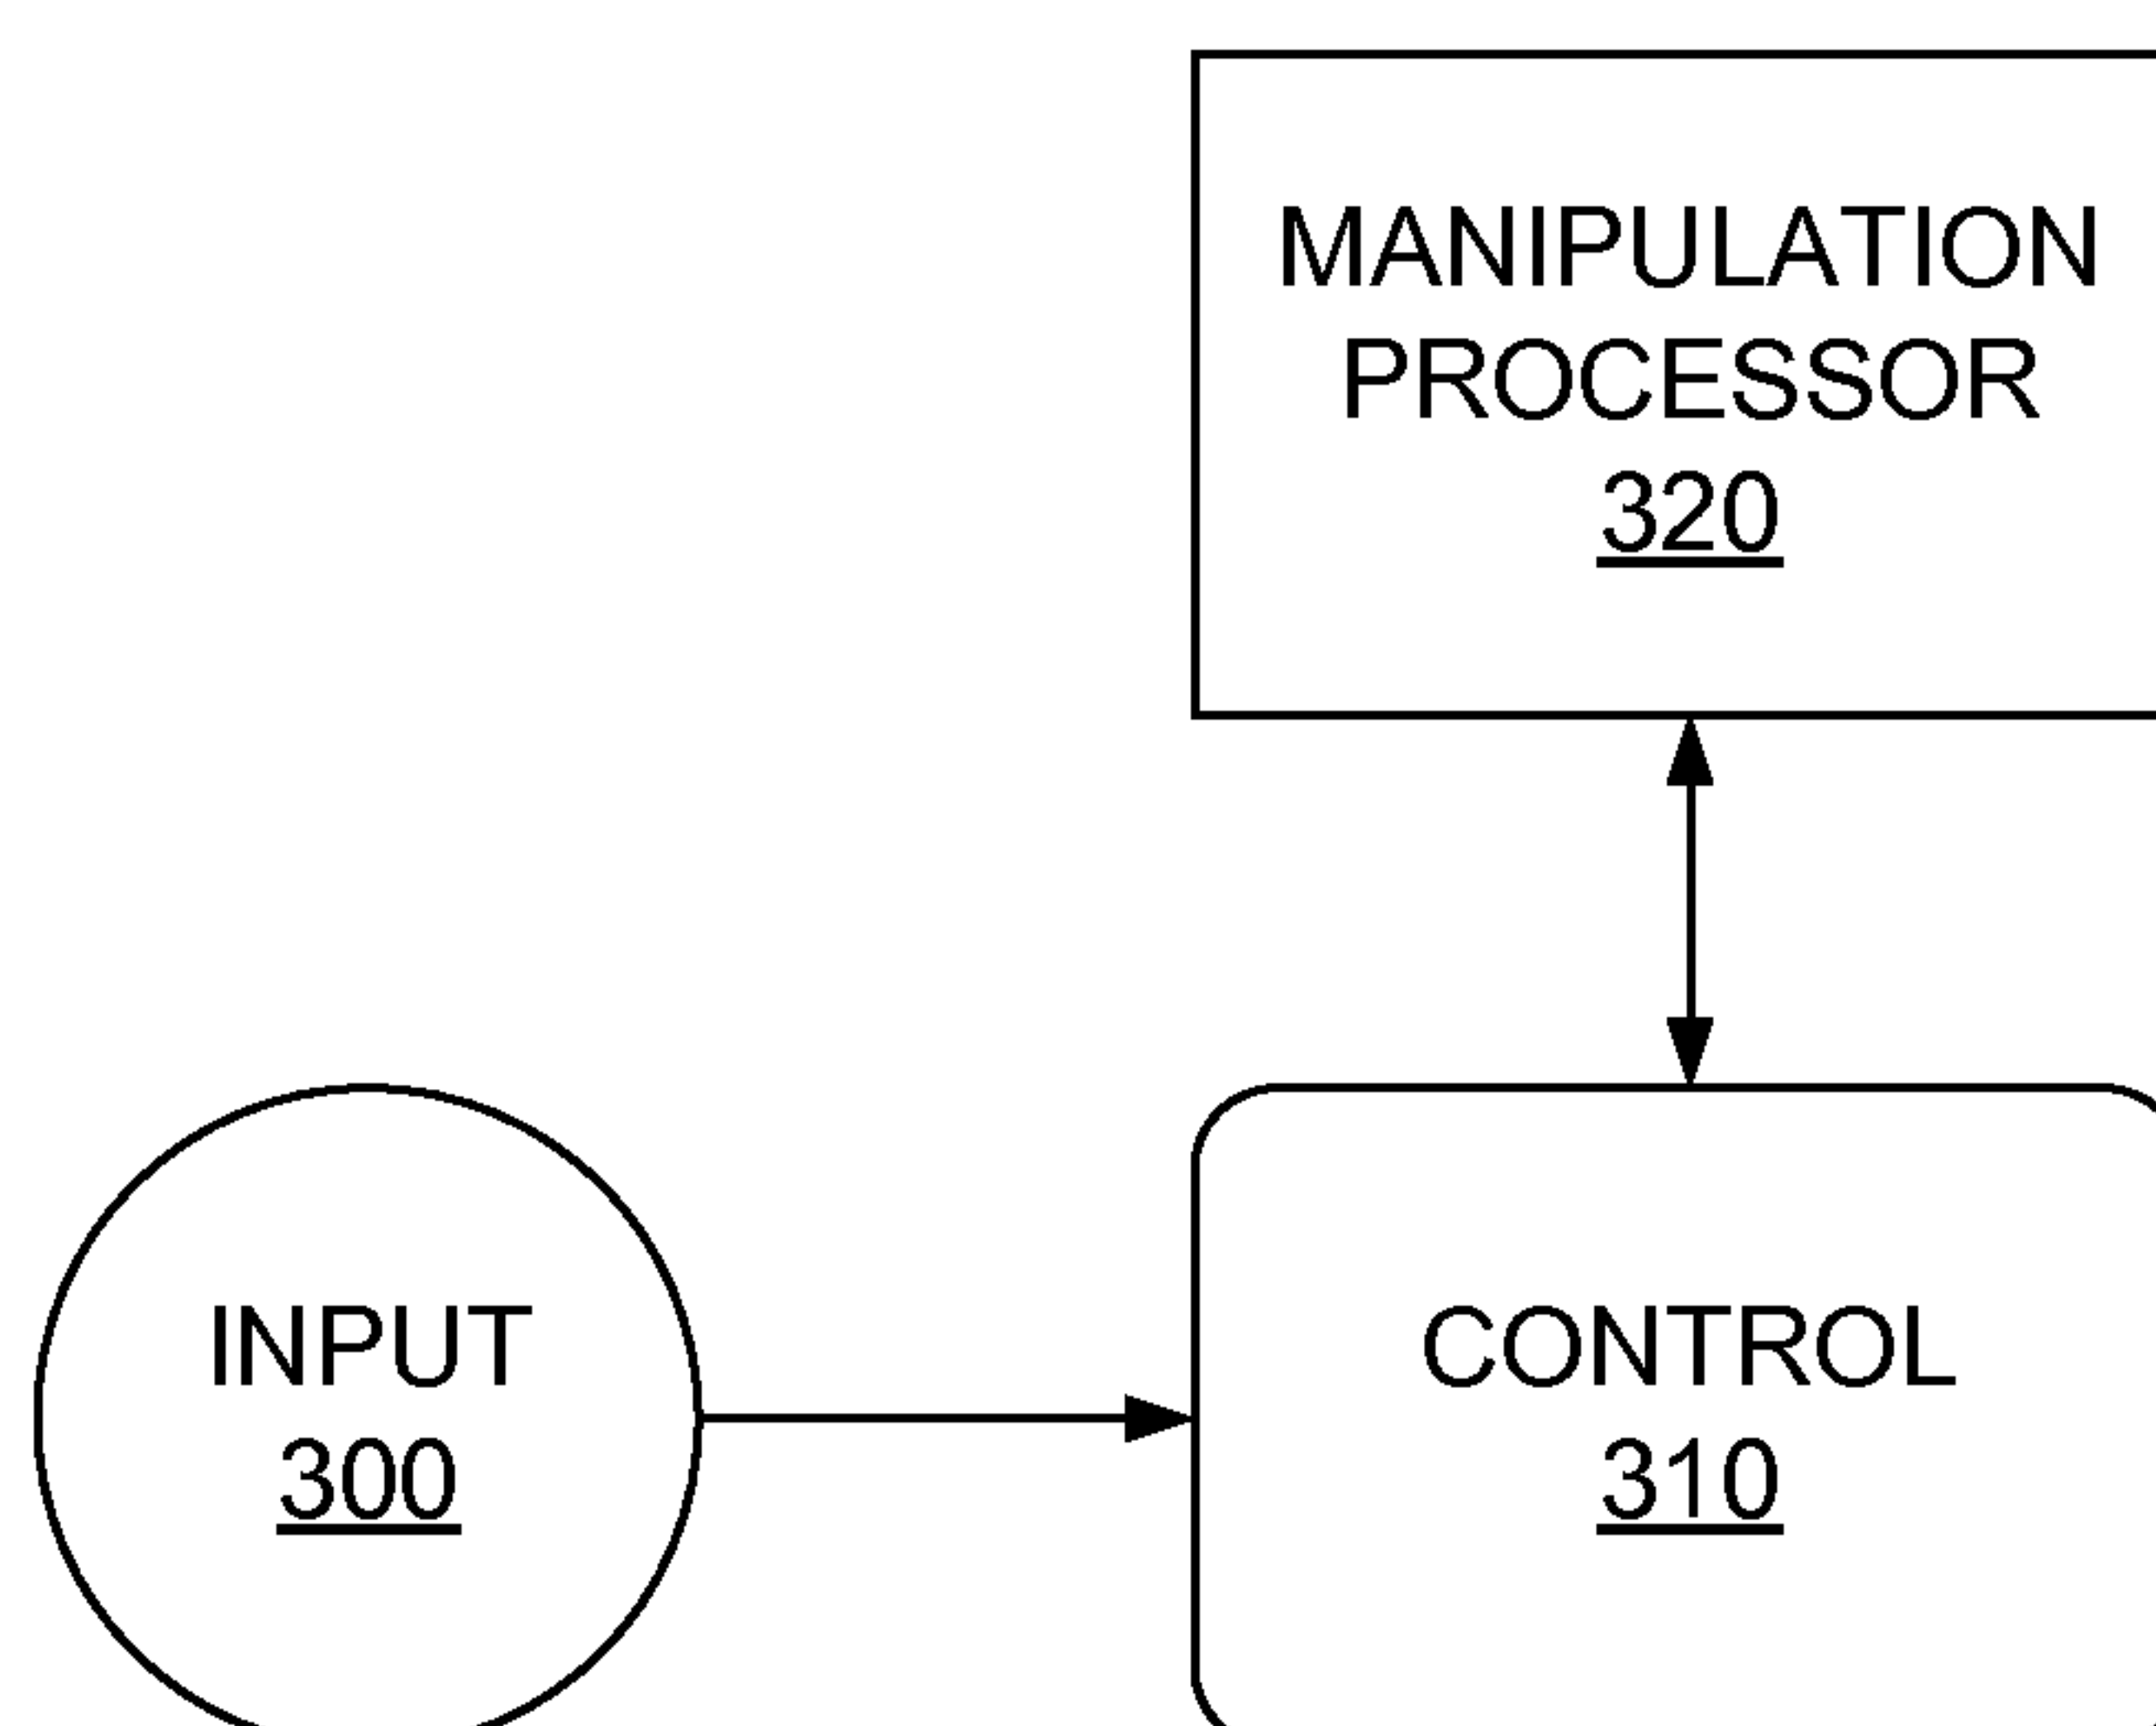 MANIPULATION
PROCESSOR
320
INPUT
300
CONTROL
310